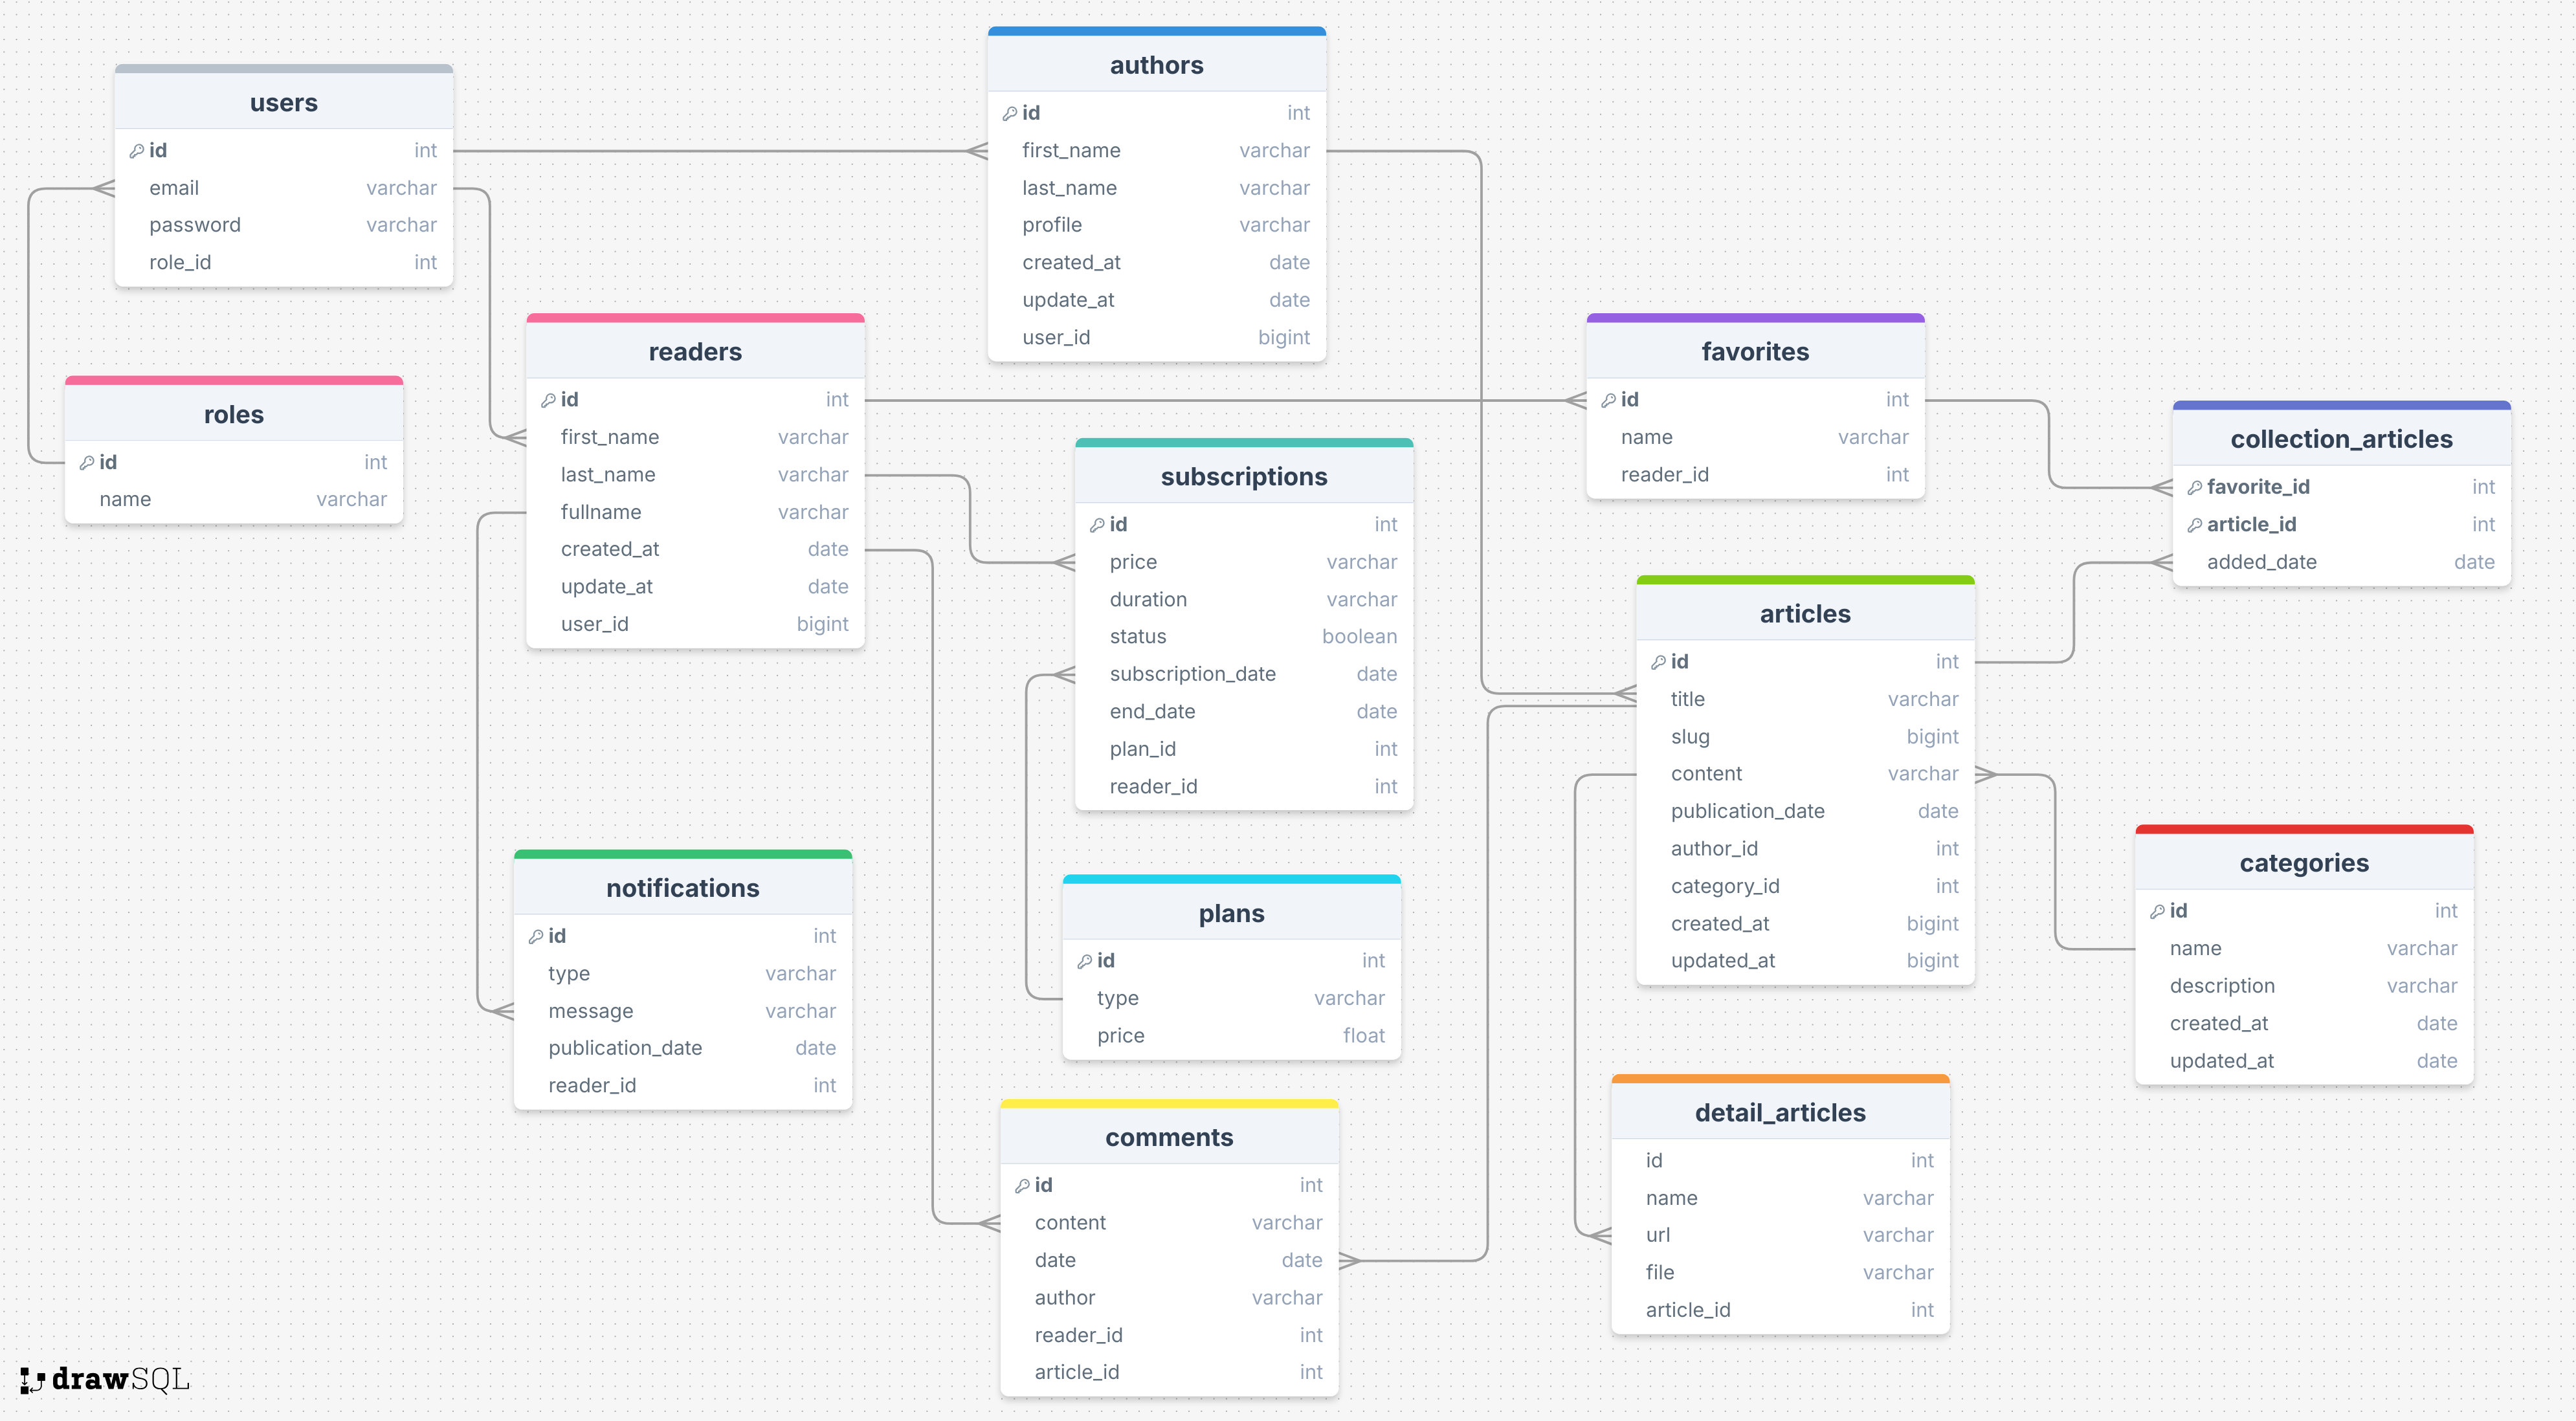 users
id int
email varchar
password varchar
role_id int
roles
id int
name varchar
readers
id int
first_name varchar
last_name varchar
fullname varchar
created_at date
update_at date
user_id bigint
notifications
id int
type varchar
message varchar
publication_date date
reader_id int
authors
id int
first_name varchar
last_name varchar
profile varchar
created_at date
update_at date
user_id bigint
subscriptions
id int
price varchar
duration varchar
status boolean
subscription_date date
end_date date
plan_id int
reader_id int
plans
id int
type varchar
price float
comments
id int
content varchar
date date
author varchar
reader_id int
article_id int
favorites
id int
name varchar
reader_id int
articles
id int
title varchar
slug bigint
content varchar
publication_date date
author_id int
category_id int
created_at bigint
updated_at bigint
detail_articles
id int
name varchar
url varchar
file varchar
article_id int
collection_articles
favorite_id int
article_id int
added_date date
categories
id int
name varchar
description varchar
created_at date
updated_at date
drawSQL